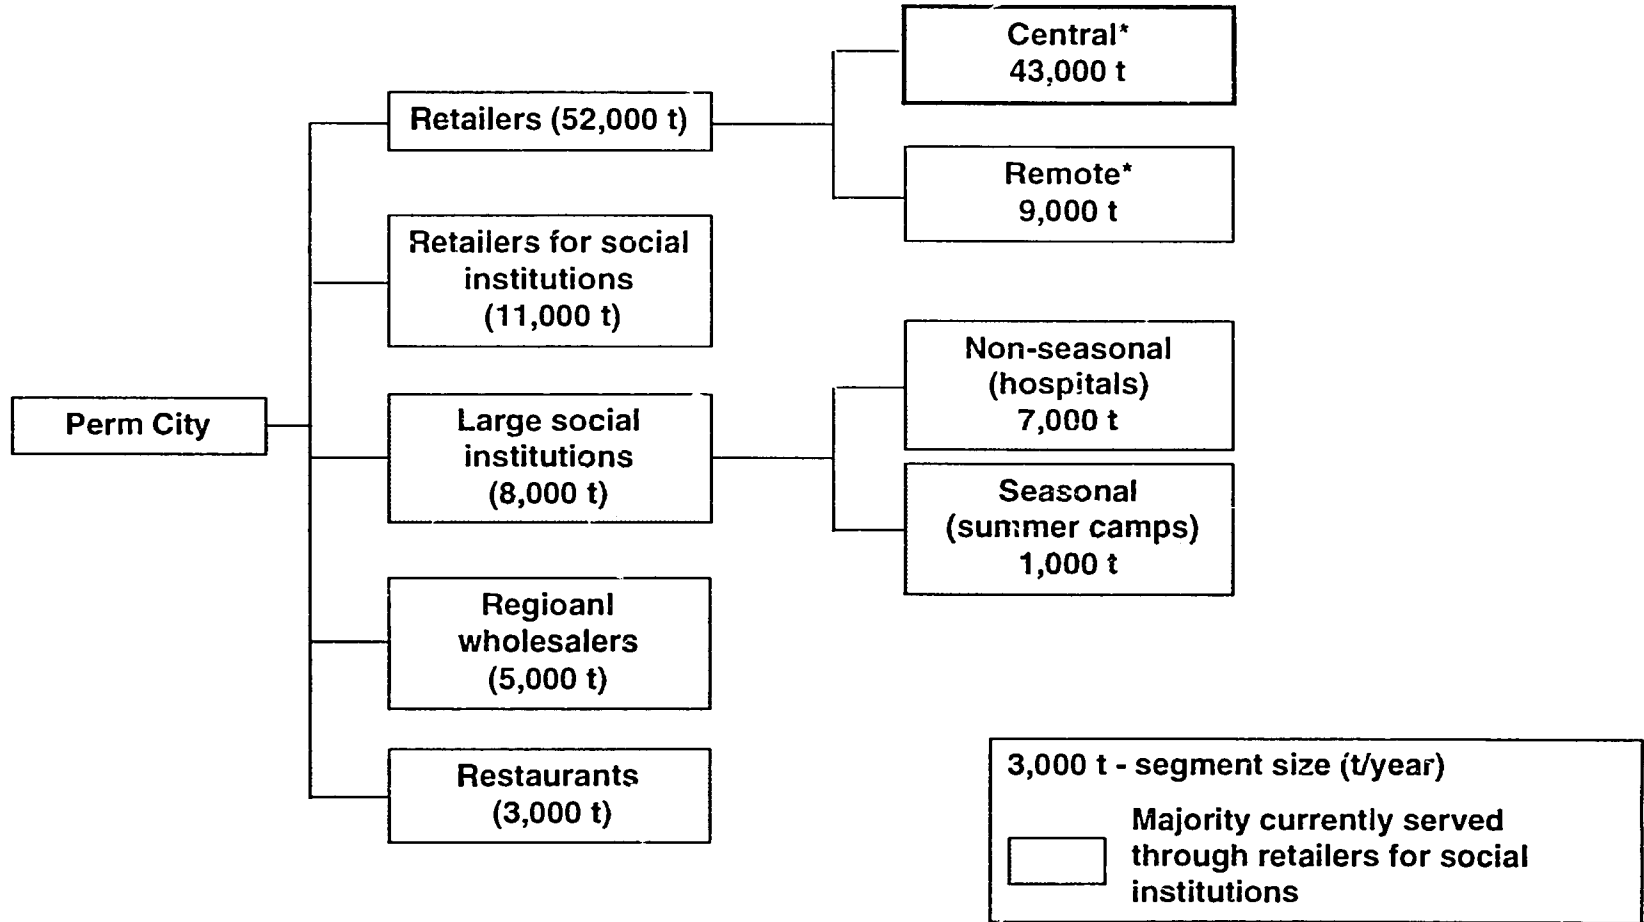 Perm City
Retailers (52,000 t)
Central*
43,000 t
Remote*
9,000 t
Retailers for social
institutions
(11,000 t)
Large social
institutions
(8,000 t)
Non-seasonal
(hospitals)
7,000 t
Seasonal
(summer camps)
1,000 t
Regioanl
wholesalers
(5,000 t)
Restaurants
(3,000 t)
3,000 t - segment size (t/year)
Majority currently served
through retailers for social
institutions